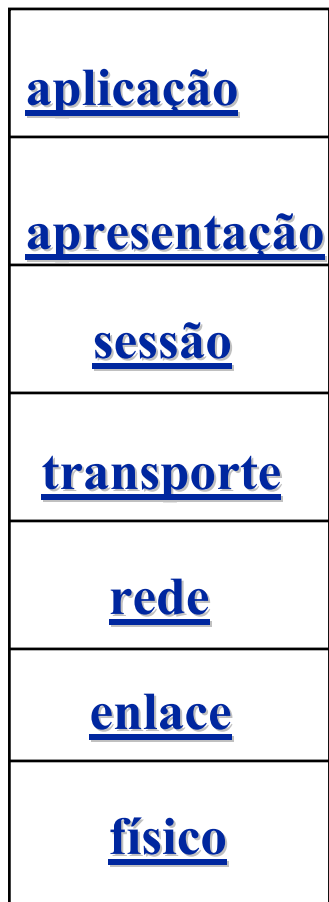 aplicação
apresentação
sessão
transporte
rede
enlace
físico